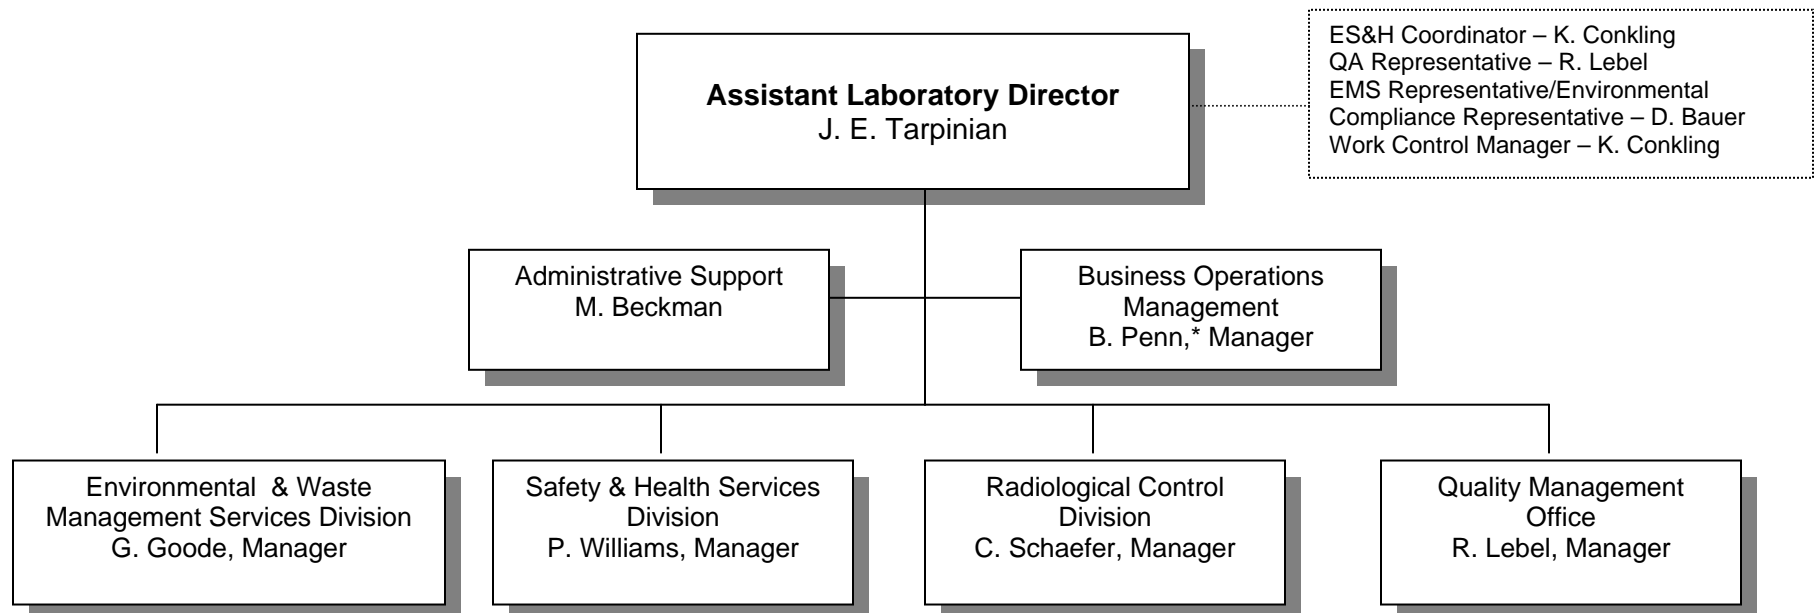 Assistant Laboratory Director
J. E. Tarpinian
ES&H Coordinator – K. Conkling
QA Representative – R. Lebel
EMS Representative/Environmental
Compliance Representative – D. Bauer
Work Control Manager – K. Conkling
Administrative Support
M. Beckman
Business Operations
Management
B. Penn,* Manager
Environmental & Waste
Management Services Division
G. Goode, Manager
Safety & Health Services
Division
P. Williams, Manager
Radiological Control
Division
C. Schaefer, Manager
Quality Management
Office
R. Lebel, Manager